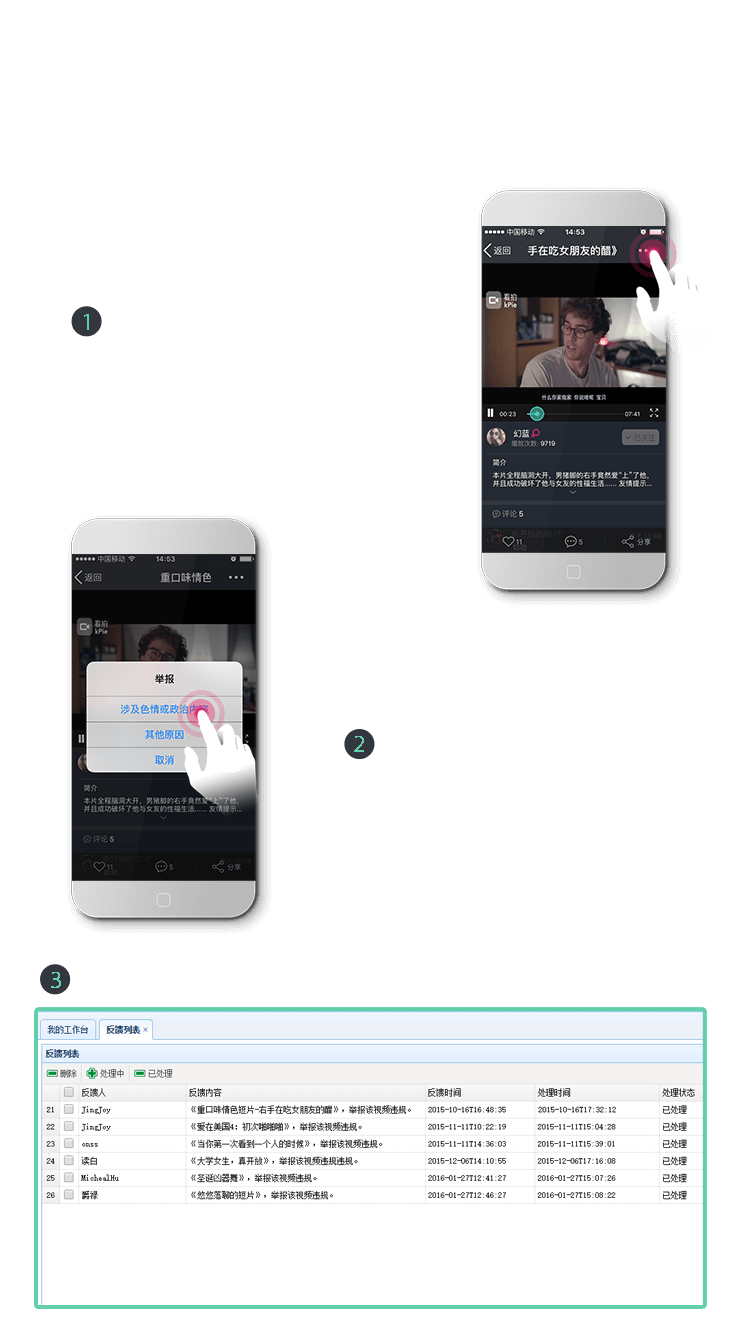 中国移动 14:53
返回 手在吃女朋友的醋》
看拍
kPie
什么你家我家 你说啥呢 宝贝
00:23 07:41
幻蓝
播放次数: 9719 已关注
简介
本片全程脑洞大开，男猪脚的右手竟然爱“上”了他，
并且成功破坏了他与女友的性福生活...... 友情提示...
评论 5
11 5 分享
1
中国移动 14:53
返回 重口味情色
看拍
kPie
举报
涉及色情或政治内容
其他原因
取消
简介
本片全程脑洞大开，男猪脚的右手竟然爱“上”了他，
并且成功破坏了他与女友的性福生活...... 友情提示...
评论 5
11 5 分享
2
3
我的工作台 反馈列表 ×
反馈列表
删除 处理中 已处理
反馈人 反馈内容 反馈时间 处理时间 处理状态
21 JingJoy 《重口味情色短片-右手在吃女朋友的醋》，举报该视频违规。 2015-10-16T16:48:35 2015-10-16T17:32:12 已处理
22 JingJoy 《爱在美国4：初次啪啪啪》，举报该视频违规。 2015-11-11T10:22:19 2015-11-11T15:04:28 已处理
23 onss 《当你第一次看到一个人的时候》，举报该视频违规。 2015-11-11T14:36:03 2015-11-11T15:39:01 已处理
24 读白 《大学女生，真开放》，举报该视频违规违规。 2015-12-06T14:10:55 2015-12-06T17:16:08 已处理
25 MichealHu 《圣诞凶器舞》，举报该视频违规。 2016-01-27T12:41:27 2016-01-27T15:07:26 已处理
26 爵禄 《悠悠落聊的短片》，举报该视频违规。 2016-01-27T12:46:27 2016-01-27T15:08:22 已处理